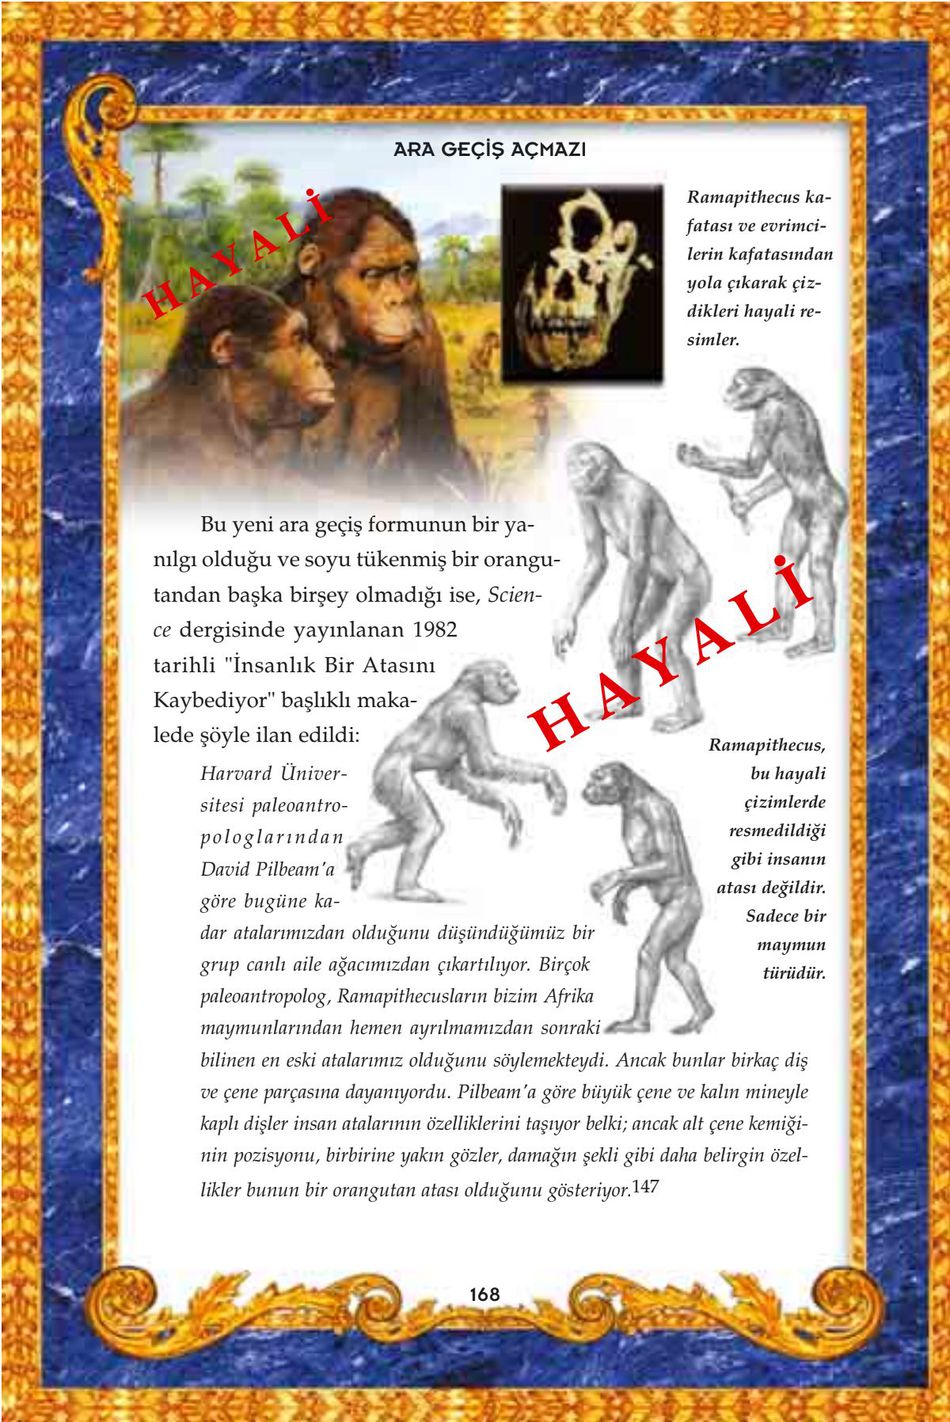 ARA GEÇİŞ AÇMAZI
HAYALİ
Ramapithecus ka-
fatası ve evrimci-
lerin kafatasından
yola çıkarak çiz-
dikleri hayali re-
simler.
Bu yeni ara geçiş formunun bir ya-
nılgı olduğu ve soyu tükenmiş bir orangu-
tandan başka birşey olmadığı ise, Scien-
ce dergisinde yayınlanan 1982
tarihli "İnsanlık Bir Atasını
Kaybediyor" başlıklı maka-
lede şöyle ilan edildi:
HAYALİ
Ramapithecus,
bu hayali
çizimlerde
resmedildiği
gibi insanın
atası değildir.
Sadece bir
maymun
türüdür.
Harvard Üniver-
sitesi paleoantro-
pologlarından
David Pilbeam'a
göre bugüne ka-
dar atalarımızdan olduğunu düşündüğümüz bir
grup canlı aile ağacımızdan çıkartılıyor. Birçok
paleoantropolog, Ramapithecusların bizim Afrika
maymunlarından hemen ayrılmamızdan sonraki
bilinen en eski atalarımız olduğunu söylemekteydi. Ancak bunlar birkaç diş
ve çene parçasına dayanıyordu. Pilbeam'a göre büyük çene ve kalın mineyle
kaplı dişler insan atalarının özelliklerini taşıyor belki; ancak alt çene kemiği-
nin pozisyonu, birbirine yakın gözler, damağın şekli gibi daha belirgin özel-
likler bunun bir orangutan atası olduğunu gösteriyor.147
168